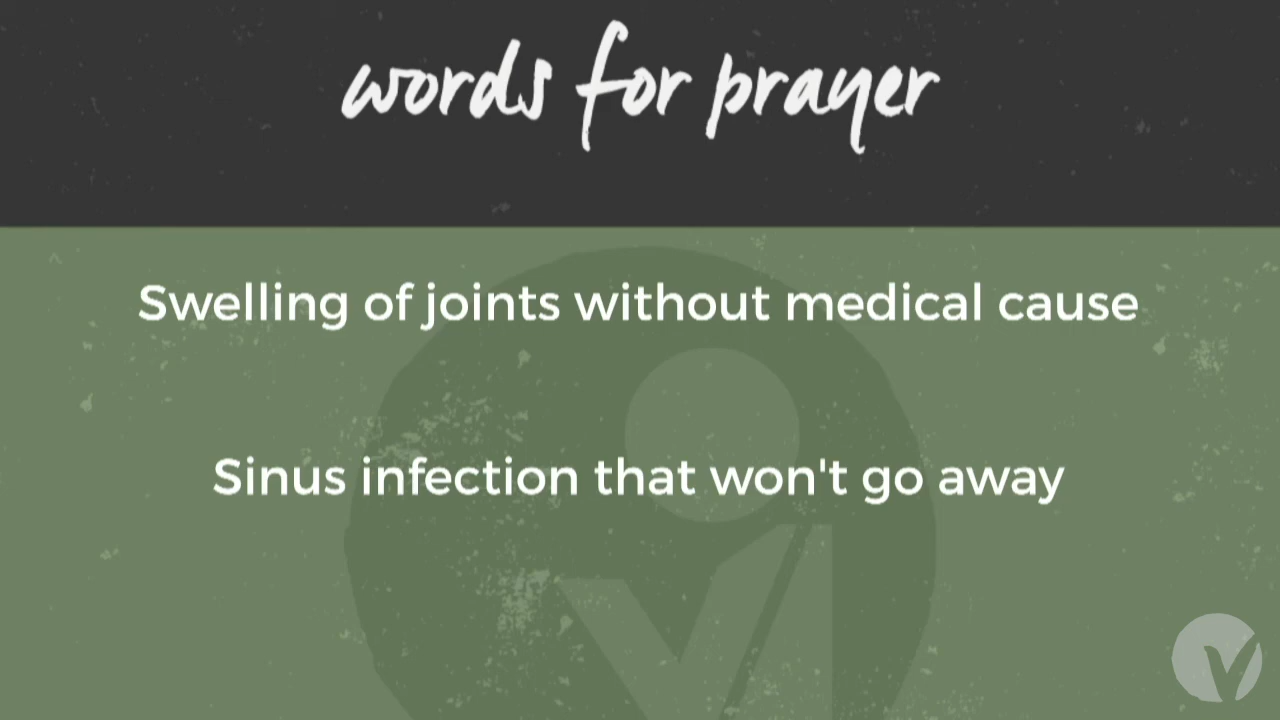 words for prayer
Swelling of joints without medical cause
Sinus infection that won't go away